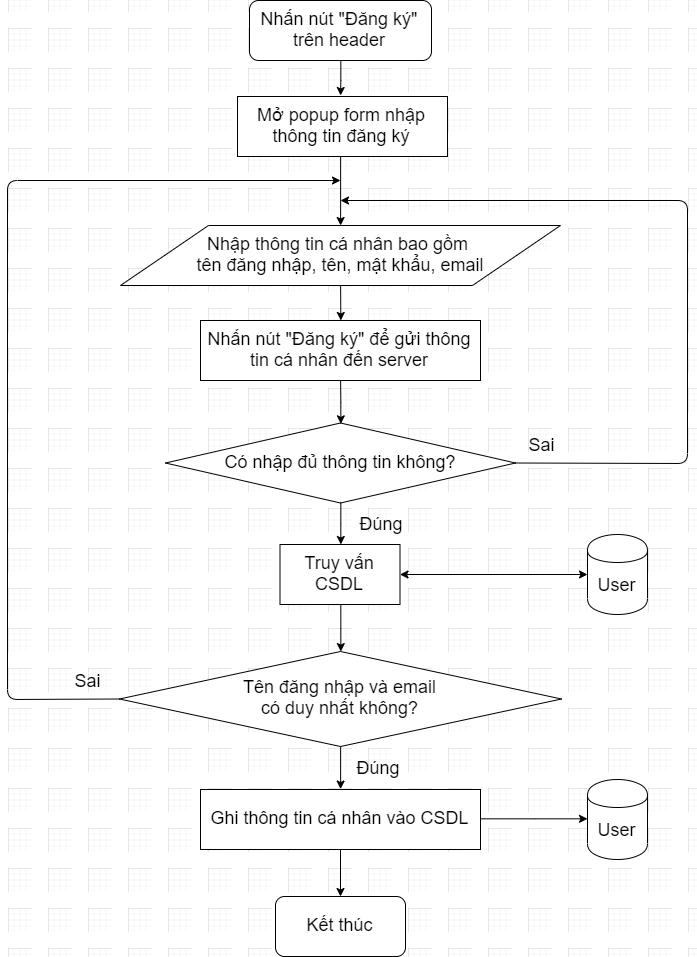 Nhấn nút "Đăng ký"
trên header
Mở popup form nhập
thông tin đăng ký
Nhập thông tin cá nhân bao gồm
tên đăng nhập, tên, mật khẩu, email
Nhấn nút "Đăng ký" để gửi thông
tin cá nhân đến server
Có nhập đủ thông tin không?
Sai
Đúng
Truy vấn
CSDL
User
Tên đăng nhập và email
có duy nhất không?
Sai
Đúng
Ghi thông tin cá nhân vào CSDL
User
Kết thúc